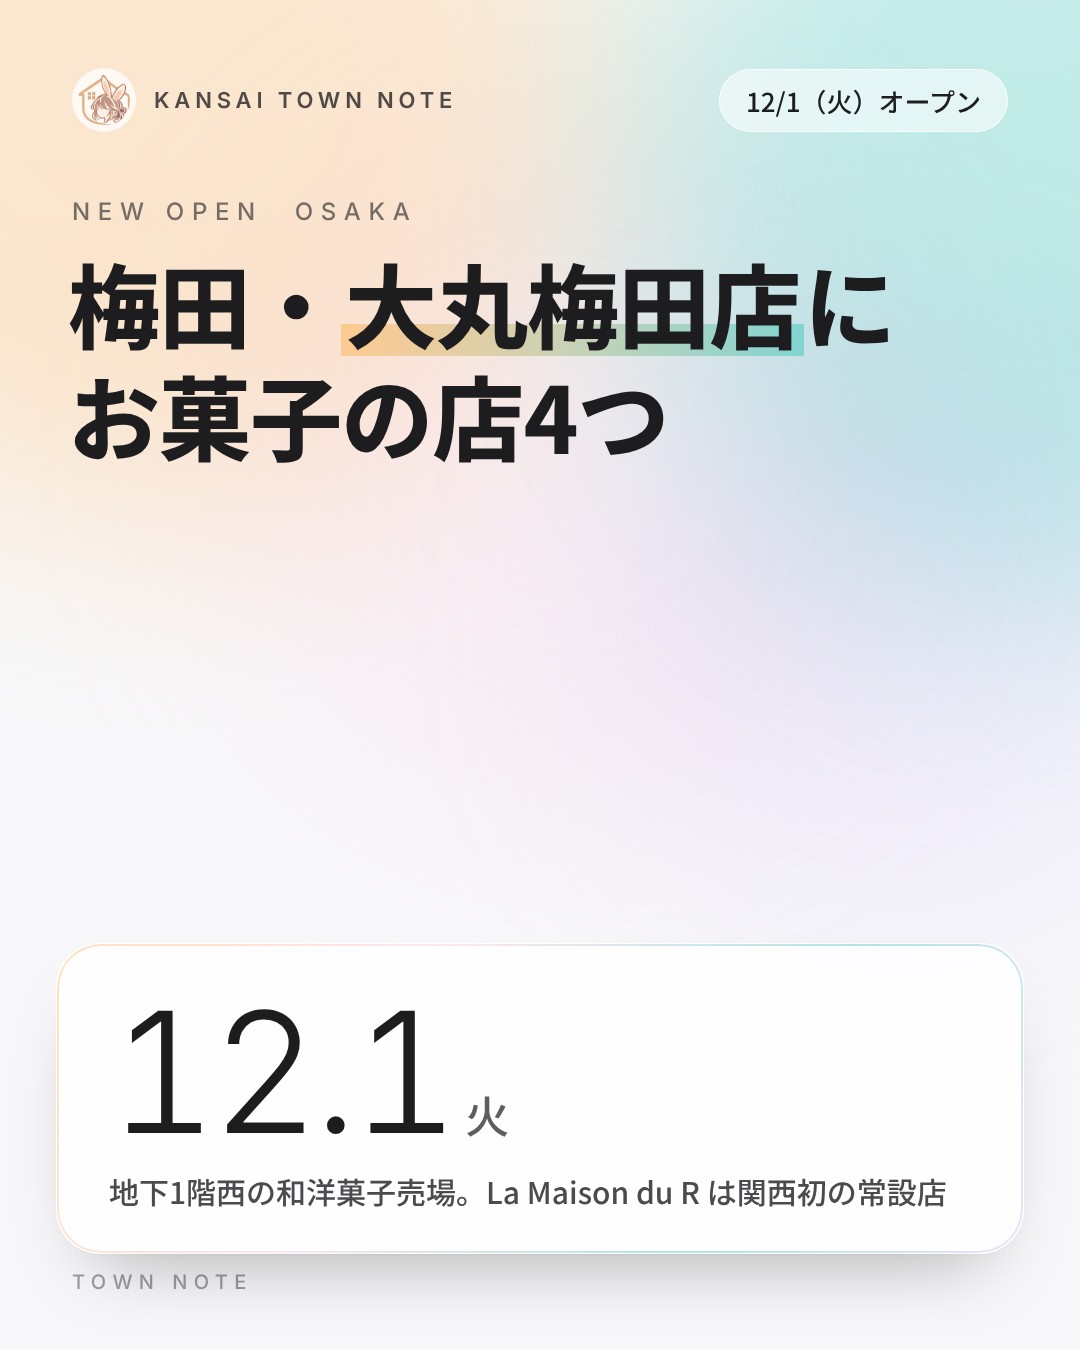 KANSAI TOWN NOTE
12/1（火）オープン
NEW OPEN OSAKA
梅田・大丸梅田店に
お菓子の店4つ
12.1 火
地下1階西の和洋菓子売場。La Maison du R は関西初の常設店
TOWN NOTE